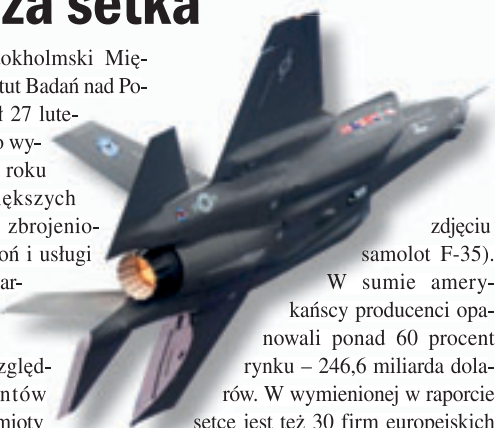 za setka
okholmski Mię-
tut Badań nad Po-
ł 27 lute-
o wy-
roku
iększych
zbrojenio-
oń i usługi
ar-
zględ-
ntów
mioty
zdjęciu
samolot F-35).
W sumie amery-
kańscy producenci opa-
nowali ponad 60 procent
rynku – 246,6 miliarda dola-
rów. W wymienionej w raporcie
setce jest też 30 firm europejskich